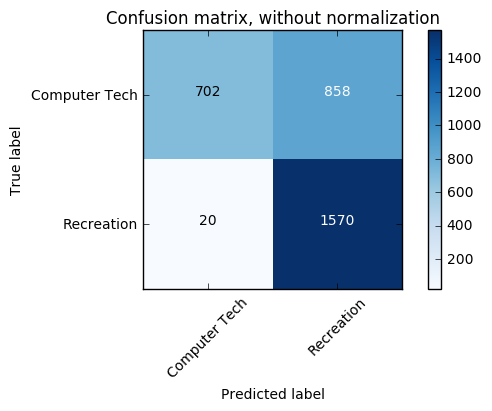 Confusion matrix, without normalization
True label
Computer Tech
702
858
Recreation
20
1570
Computer Tech
Recreation
Predicted label
1400
1200
1000
800
600
400
200